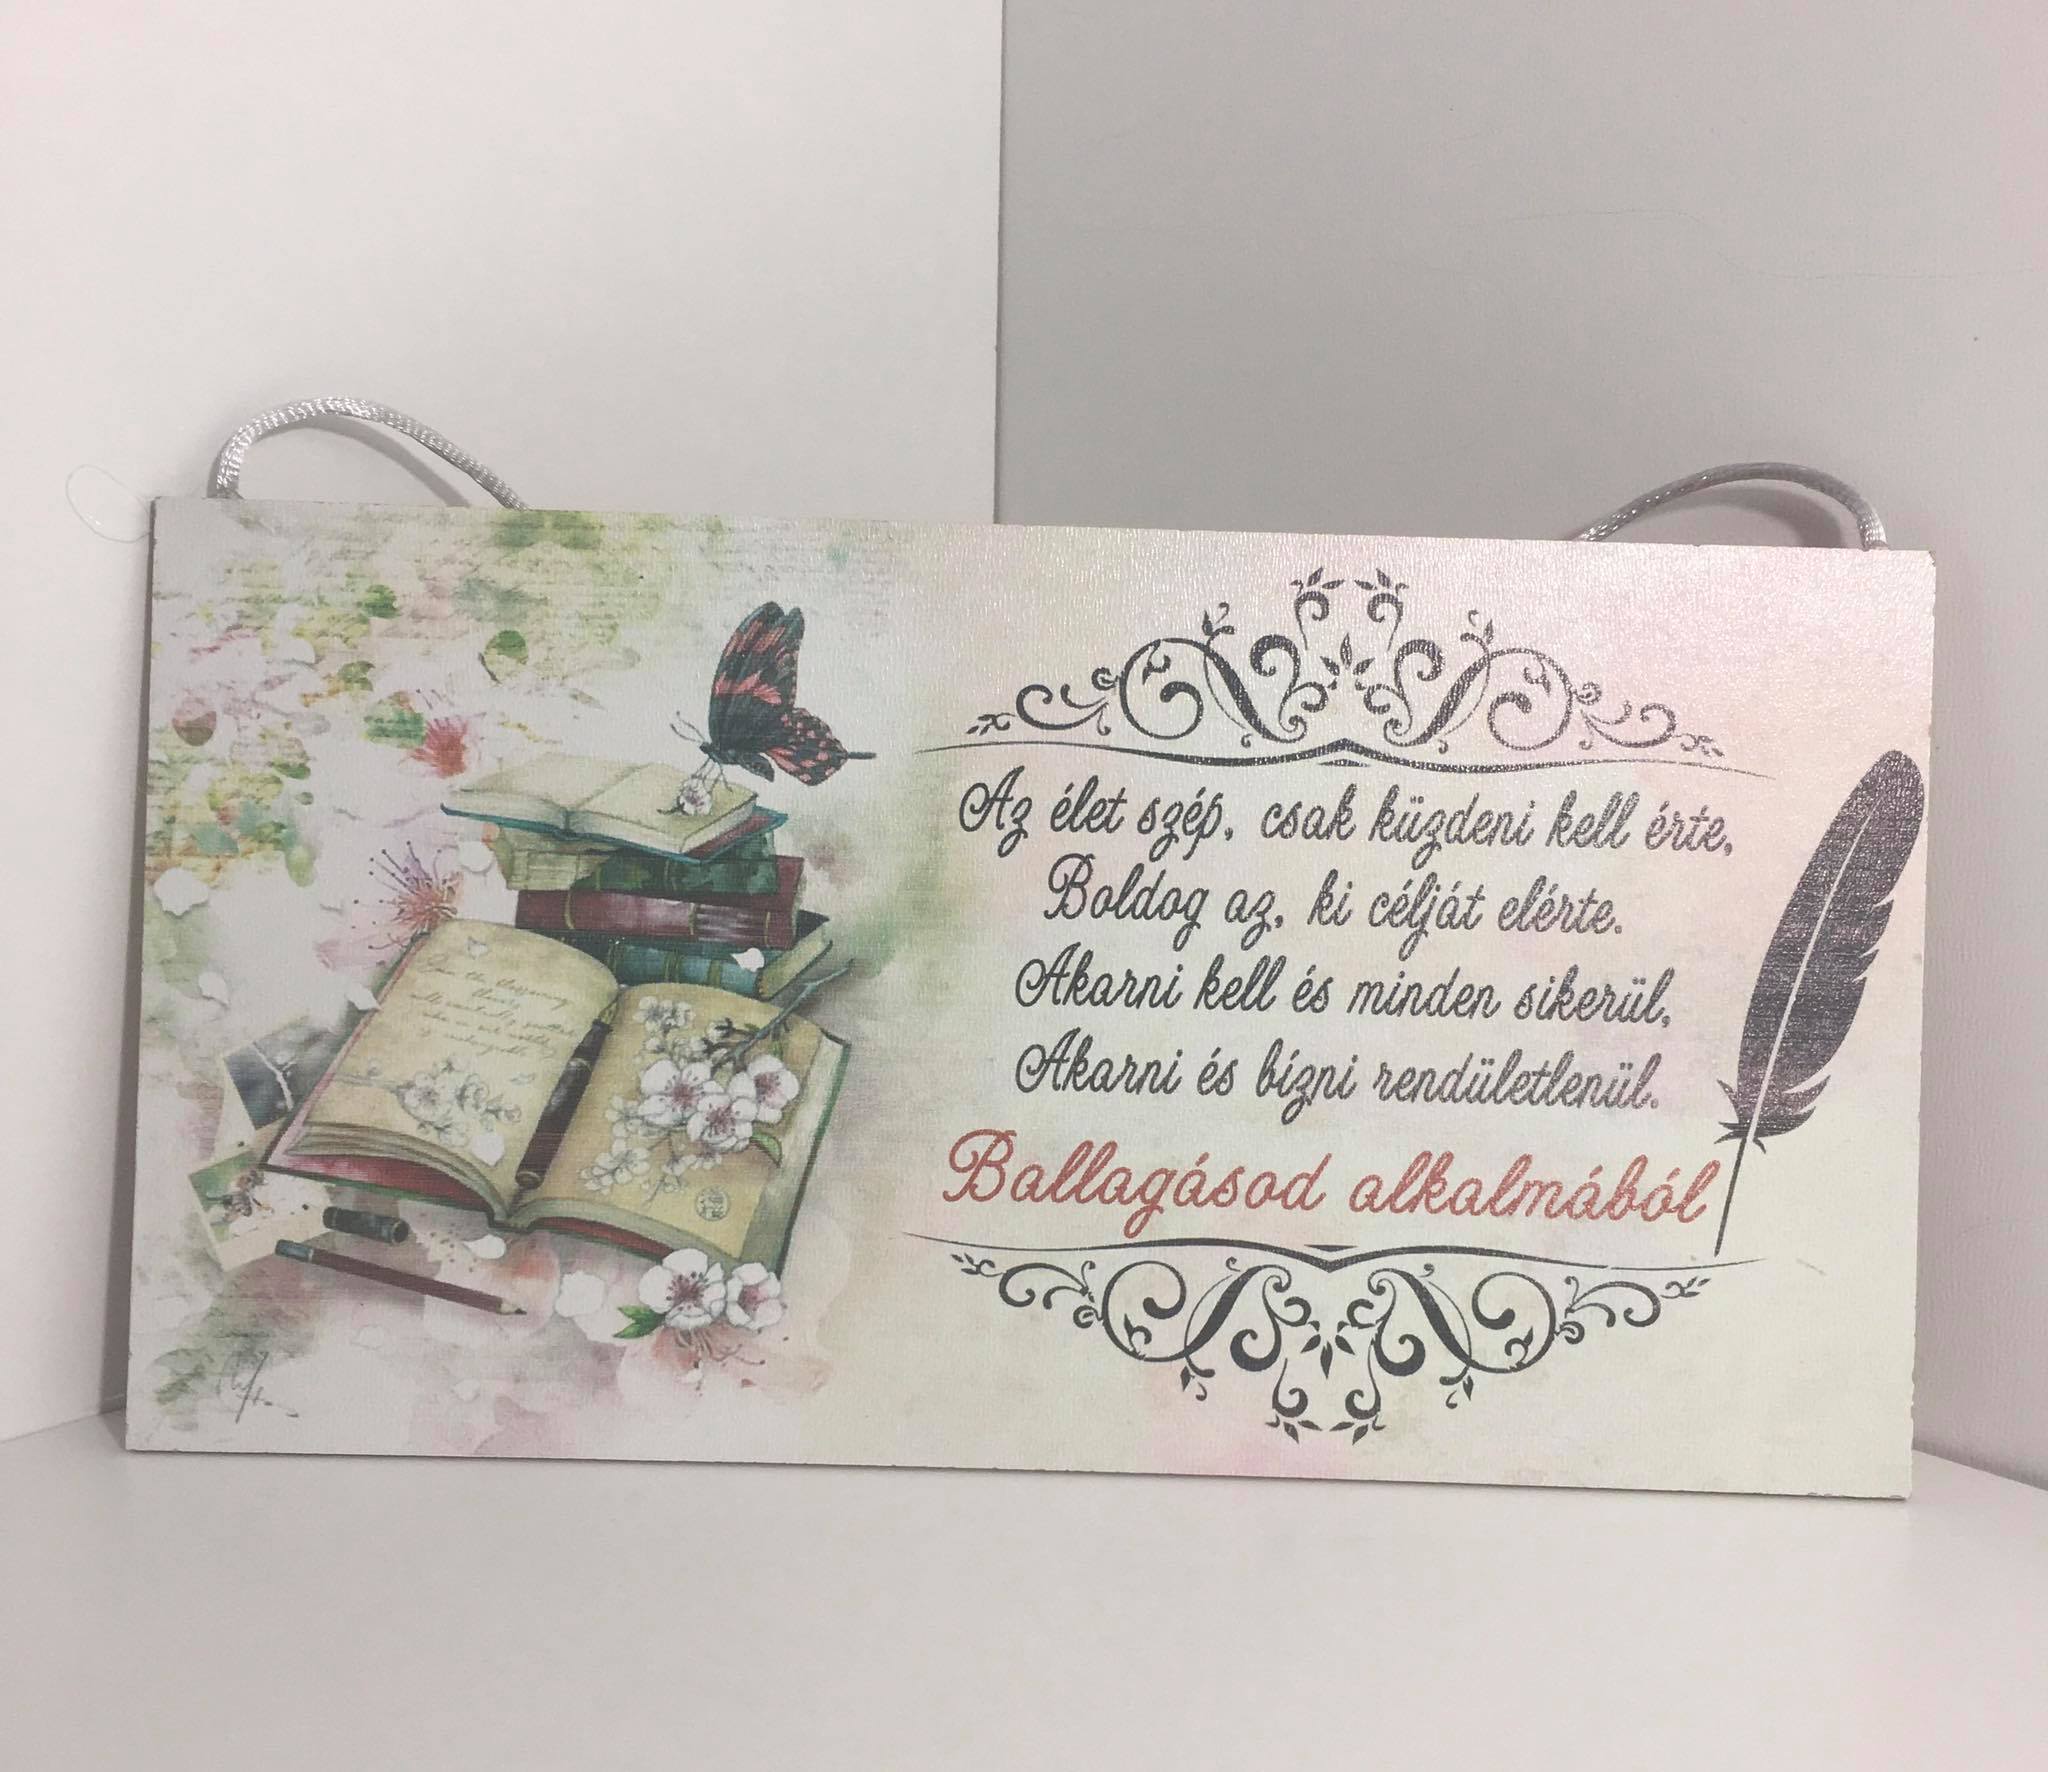 Az élet szép, csak küzdeni kell érte,
Boldog az, ki célját elérte.
Akarni kell és minden sikerül,
Akarni és bízni rendületlenül.
Ballagásod alkalmából